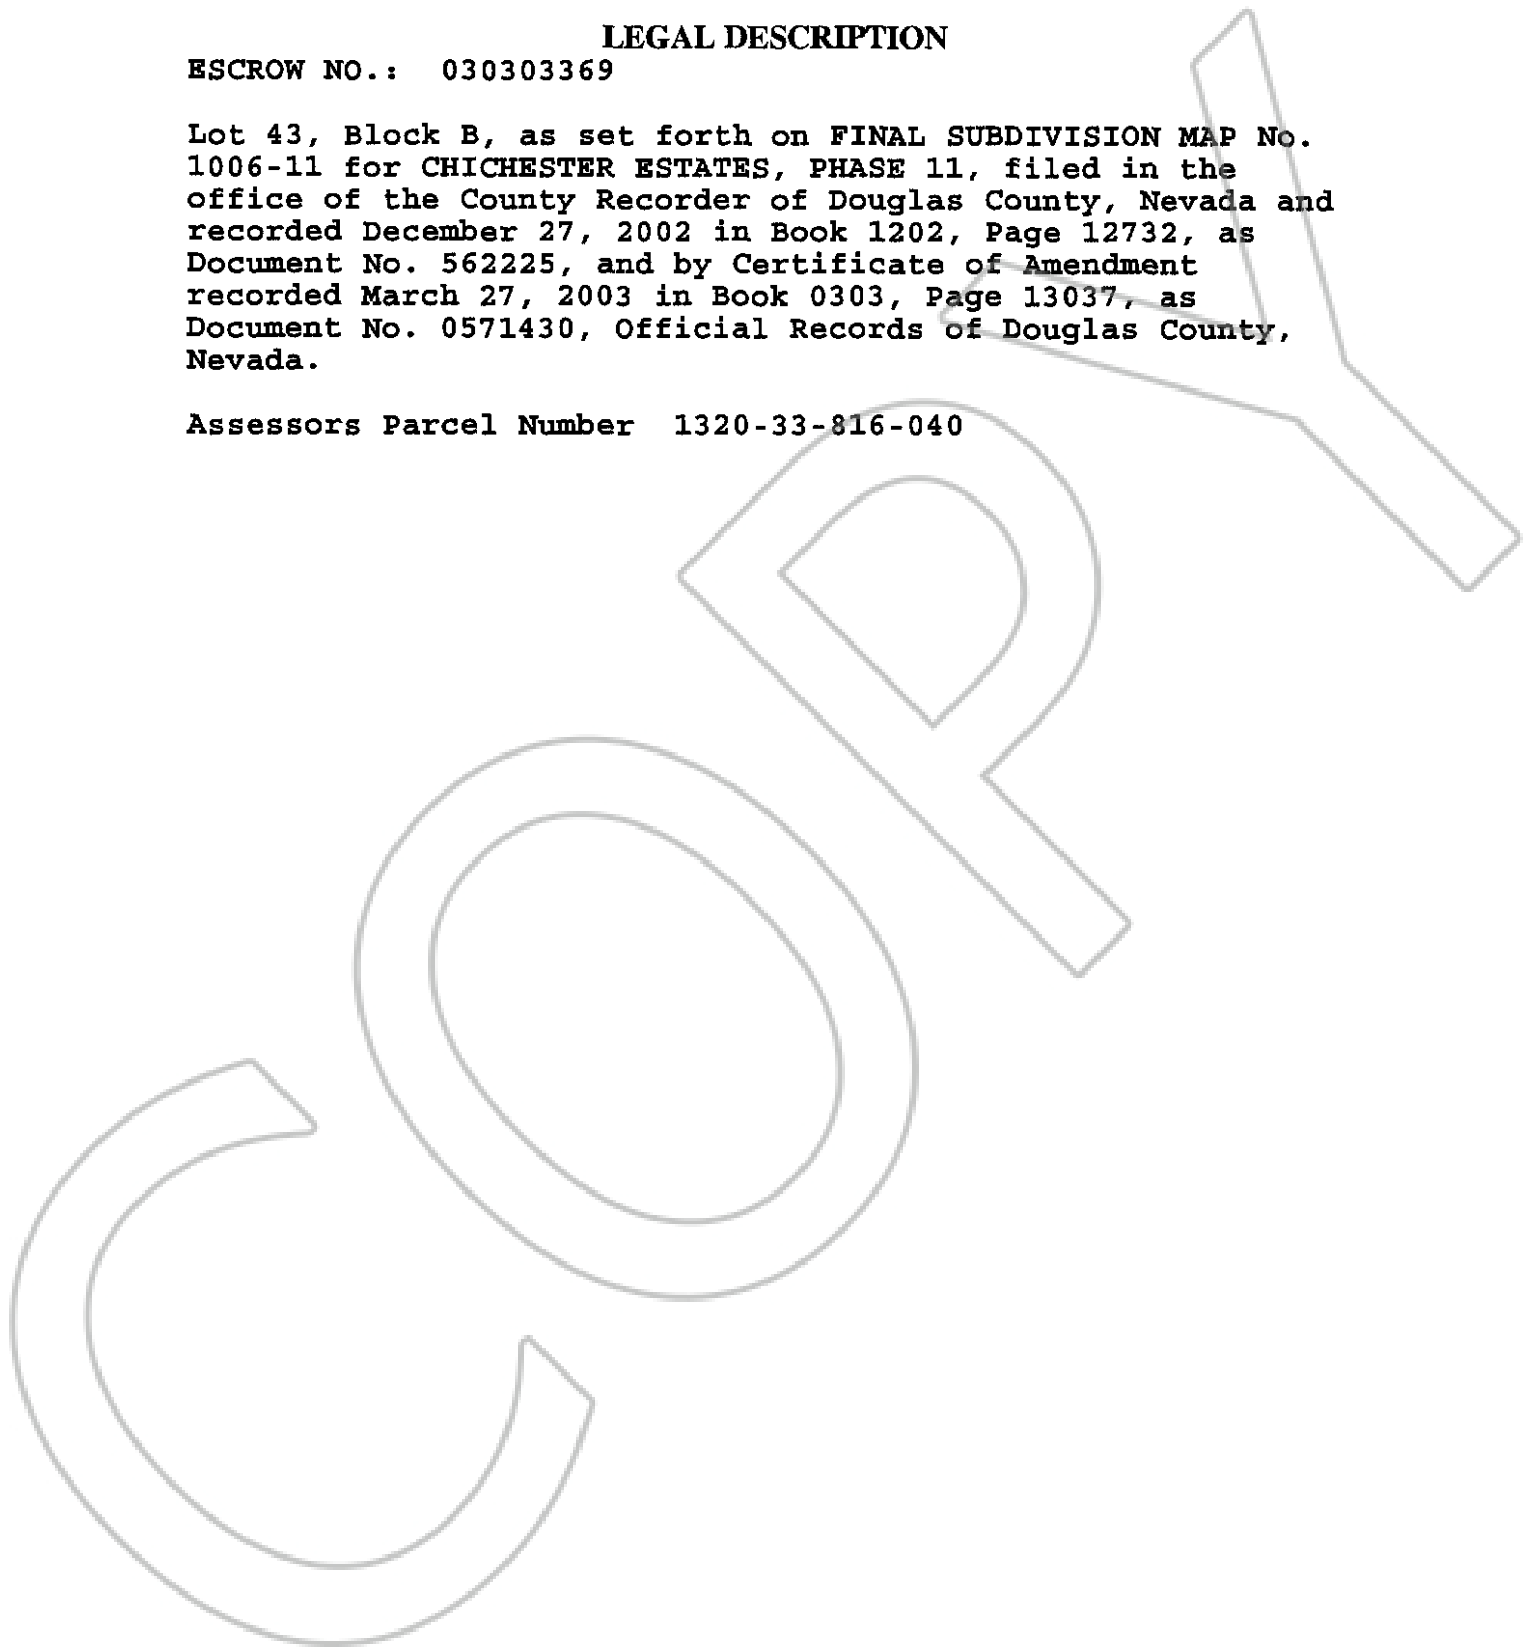 LEGAL DESCRIPTION
ESCROW NO.: 030303369
Lot 43, Block B, as set forth on FINAL SUBDIVISION MAP No.
1006-11 for CHICHESTER ESTATES, PHASE 11, filed in the
office of the County Recorder of Douglas County, Nevada and
recorded December 27, 2002 in Book 1202, Page 12732, as
Document No. 562225, and by Certificate of Amendment
recorded March 27, 2003 in Book 0303, Page 13037, as
Document No. 0571430, Official Records of Douglas County,
Nevada.
Assessors Parcel Number 1320-33-816-040
COPY